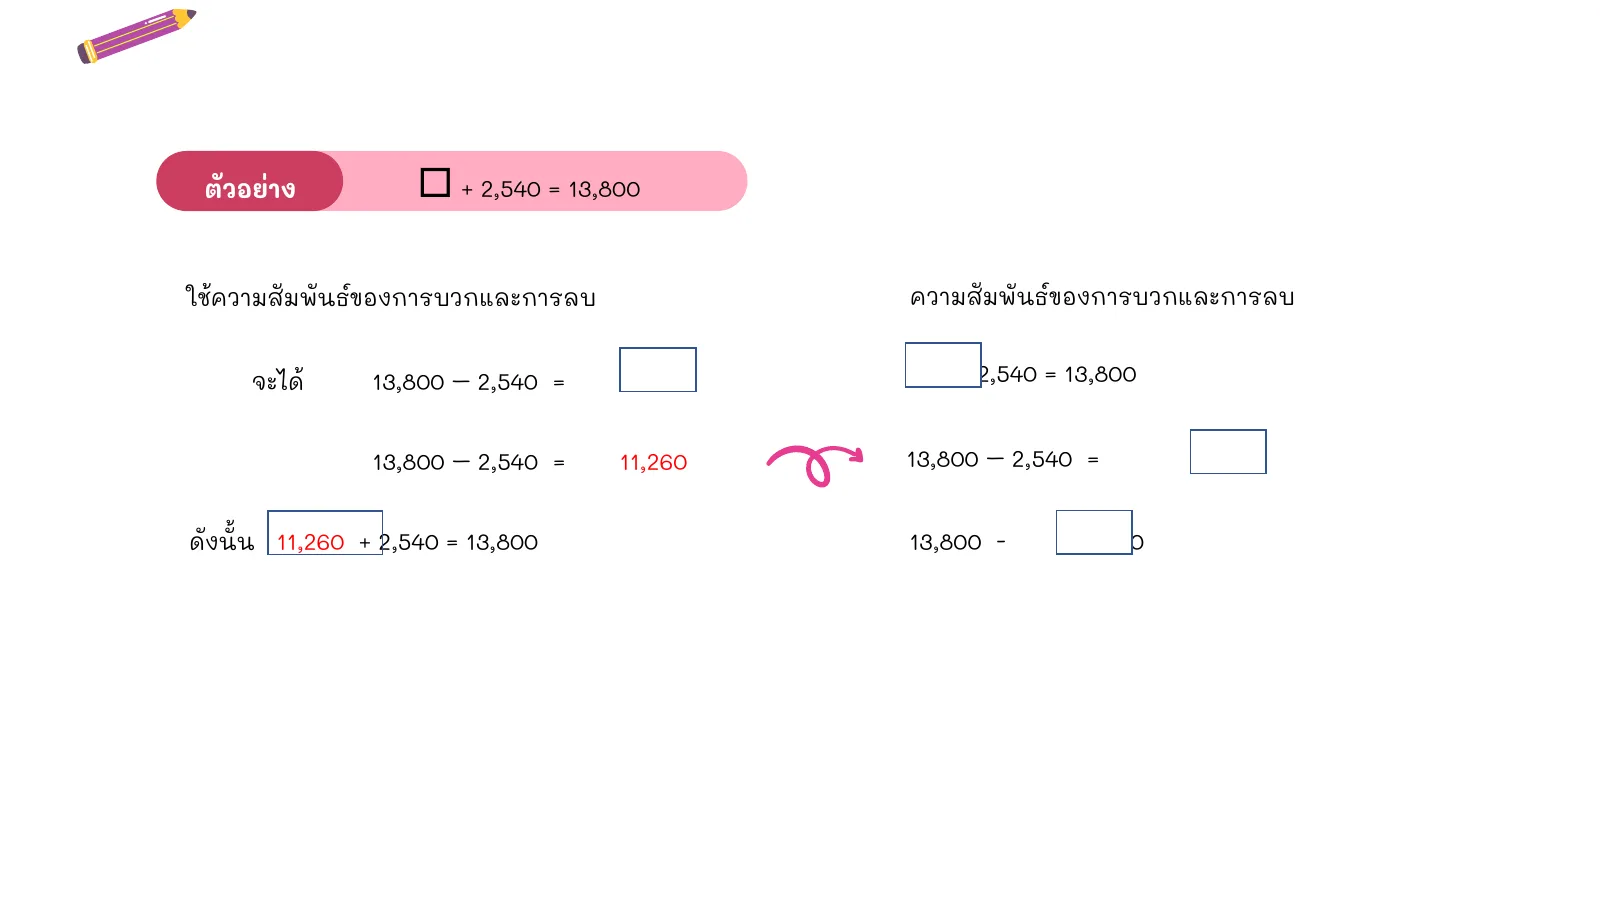 ตัวอย่าง
□ + 2,540 = 13,800
ใช้ความสัมพันธ์ของการบวกและการลบ
จะได้ 13,800 – 2,540 =
13,800 – 2,540 = 11,260
ดังนั้น 11,260 + 2,540 = 13,800
ความสัมพันธ์ของการบวกและการลบ
2,540 = 13,800
13,800 – 2,540 =
13,800 -